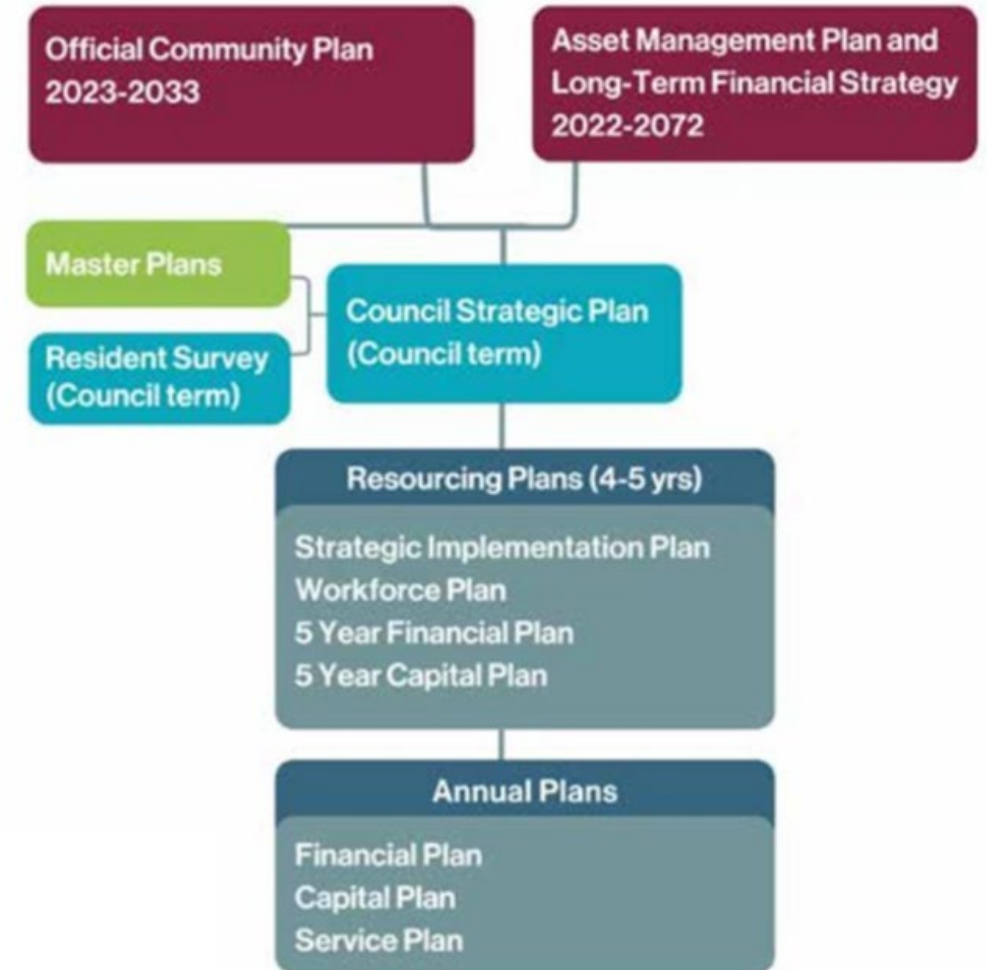 Official Community Plan
2023-2033
Asset Management Plan and
Long-Term Financial Strategy
2022-2072
Master Plans
Resident Survey
(Council term)
Council Strategic Plan
(Council term)
Resourcing Plans (4-5 yrs)
Strategic Implementation Plan
Workforce Plan
5 Year Financial Plan
5 Year Capital Plan
Annual Plans
Financial Plan
Capital Plan
Service Plan